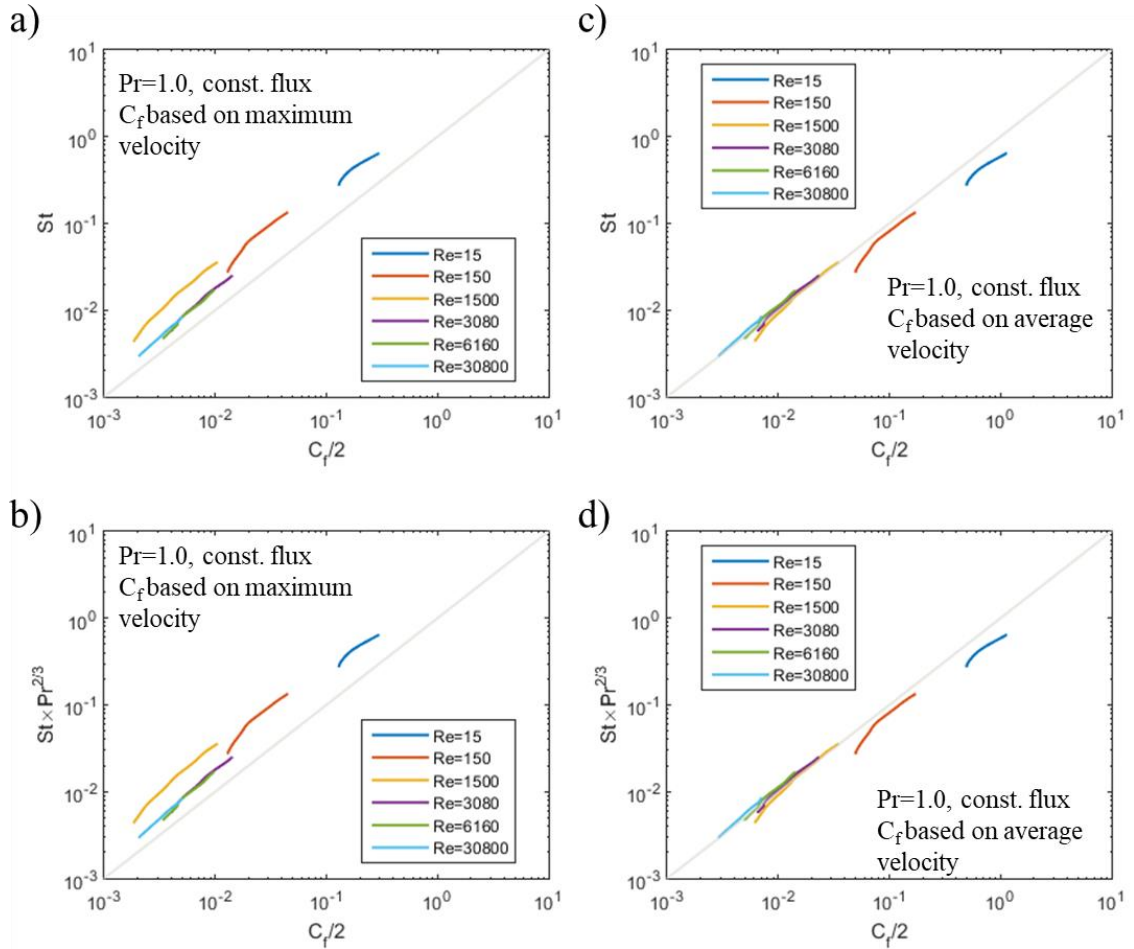 a)
10^1
10^0
10^-1
10^-2
10^-3
St
Pr=1.0, const. flux
C_f based on maximum
velocity
Re=15
Re=150
Re=1500
Re=3080
Re=6160
Re=30800
10^-3 10^-2 10^-1 10^0 10^1
C_f/2
c)
10^1
10^0
10^-1
10^-2
10^-3
St
Re=15
Re=150
Re=1500
Re=3080
Re=6160
Re=30800
Pr=1.0, const. flux
C_f based on average
velocity
10^-3 10^-2 10^-1 10^0 10^1
C_f/2
b)
10^1
10^0
10^-1
10^-2
10^-3
St×Pr^2/3
Pr=1.0, const. flux
C_f based on maximum
velocity
Re=15
Re=150
Re=1500
Re=3080
Re=6160
Re=30800
10^-3 10^-2 10^-1 10^0 10^1
C_f/2
d)
10^1
10^0
10^-1
10^-2
10^-3
St×Pr^2/3
Re=15
Re=150
Re=1500
Re=3080
Re=6160
Re=30800
Pr=1.0, const. flux
C_f based on average
velocity
10^-3 10^-2 10^-1 10^0 10^1
C_f/2